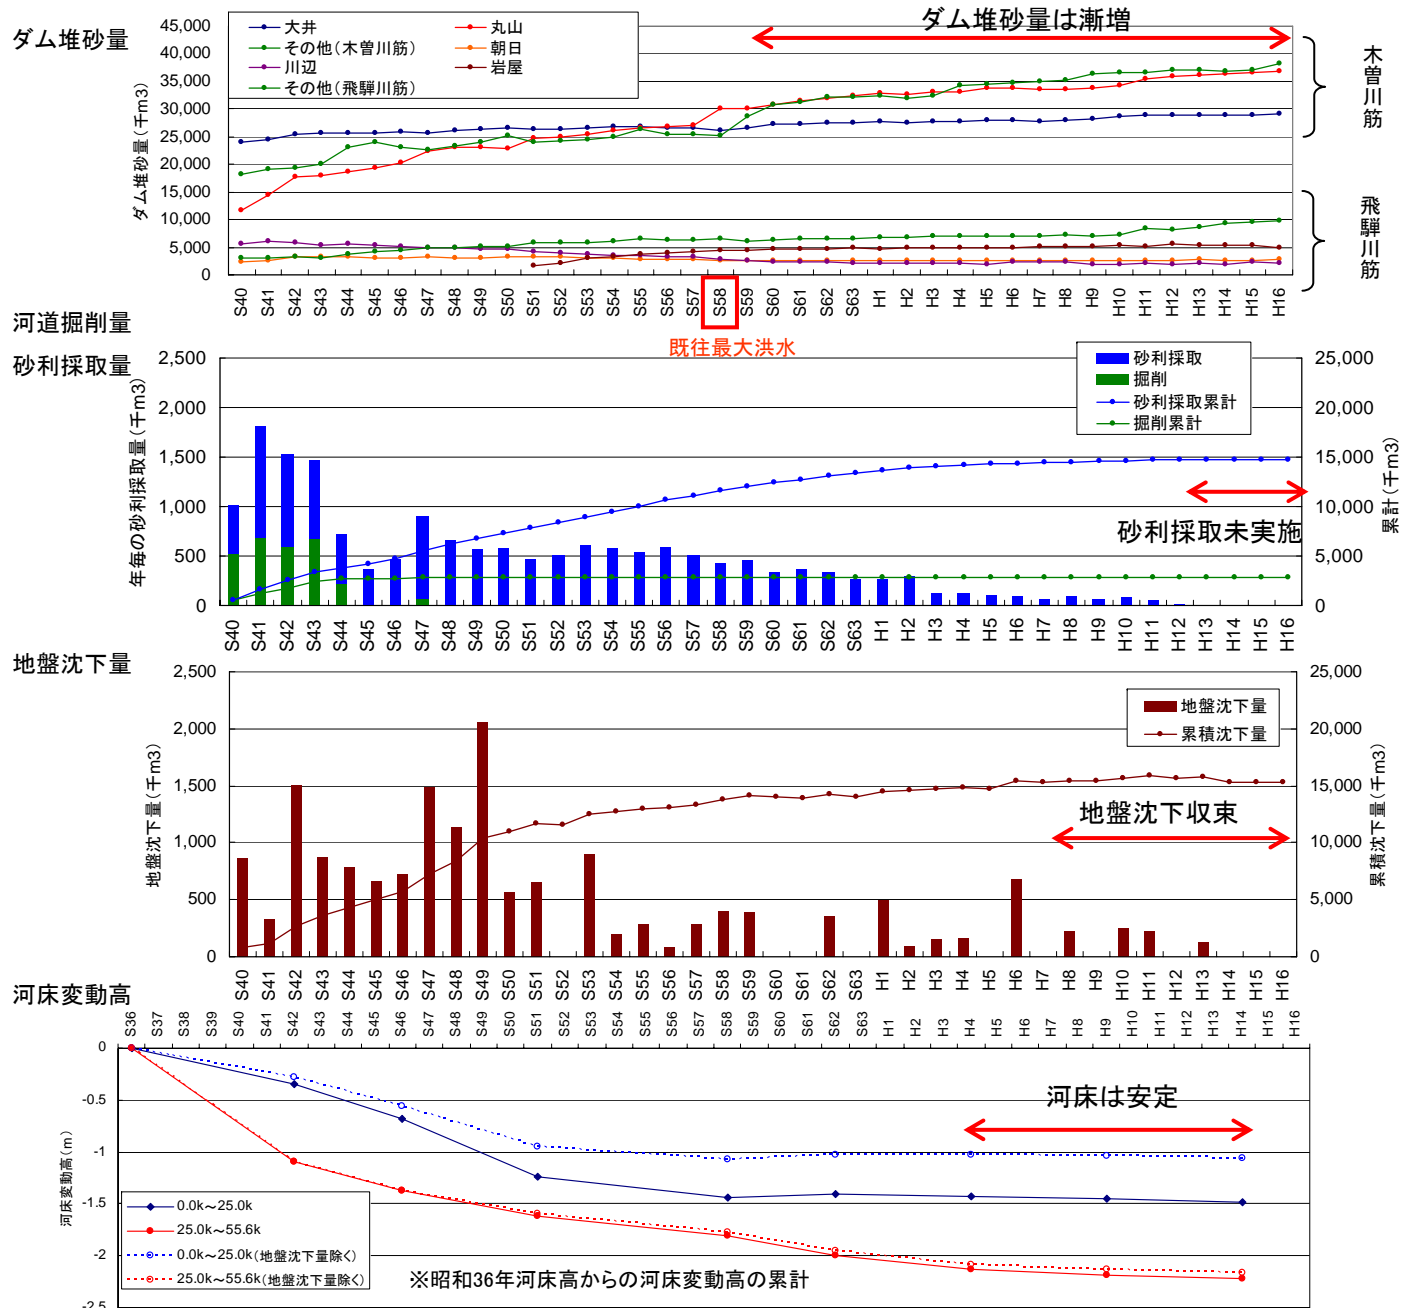 ダム堆砂量
45,000
40,000
35,000
30,000
25,000
20,000
15,000
10,000
5,000
0
ダム堆砂量(千m3)
大井
丸山
その他(木曽川筋)
朝日
川辺
岩屋
その他(飛騨川筋)
ダム堆砂量は漸増
木曽川筋
飛騨川筋
S40 S41 S42 S43 S44 S45 S46 S47 S48 S49 S50 S51 S52 S53 S54 S55 S56 S57 S58 S59 S60 S61 S62 S63 H1 H2 H3 H4 H5 H6 H7 H8 H9 H10 H11 H12 H13 H14 H15 H16
既往最大洪水
河道掘削量
砂利採取量
2,500
2,000
1,500
1,000
500
0
年毎の砂利採取量(千m3)
砂利採取
掘削
砂利採取累計
掘削累計
25,000
20,000
15,000
10,000
5,000
0
累計(千m3)
砂利採取未実施
S40 S41 S42 S43 S44 S45 S46 S47 S48 S49 S50 S51 S52 S53 S54 S55 S56 S57 S58 S59 S60 S61 S62 S63 H1 H2 H3 H4 H5 H6 H7 H8 H9 H10 H11 H12 H13 H14 H15 H16
地盤沈下量
2,500
2,000
1,500
1,000
500
0
地盤沈下量(千m3)
地盤沈下量
累積沈下量
25,000
20,000
15,000
10,000
5,000
0
累積沈下量(千m3)
地盤沈下収束
S40 S41 S42 S43 S44 S45 S46 S47 S48 S49 S50 S51 S52 S53 S54 S55 S56 S57 S58 S59 S60 S61 S62 S63 H1 H2 H3 H4 H5 H6 H7 H8 H9 H10 H11 H12 H13 H14 H15 H16
河床変動高
S36 S37 S38 S39 S40 S41 S42 S43 S44 S45 S46 S47 S48 S49 S50 S51 S52 S53 S54 S55 S56 S57 S58 S59 S60 S61 S62 S63 H1 H2 H3 H4 H5 H6 H7 H8 H9 H10 H11 H12 H13 H14 H15 H16
0
-0.5
-1
-1.5
-2
-2.5
河床変動高(m)
河床は安定
0.0k～25.0k
25.0k～55.6k
0.0k～25.0k(地盤沈下量除く)
25.0k～55.6k(地盤沈下量除く)
※昭和36年河床高からの河床変動高の累計